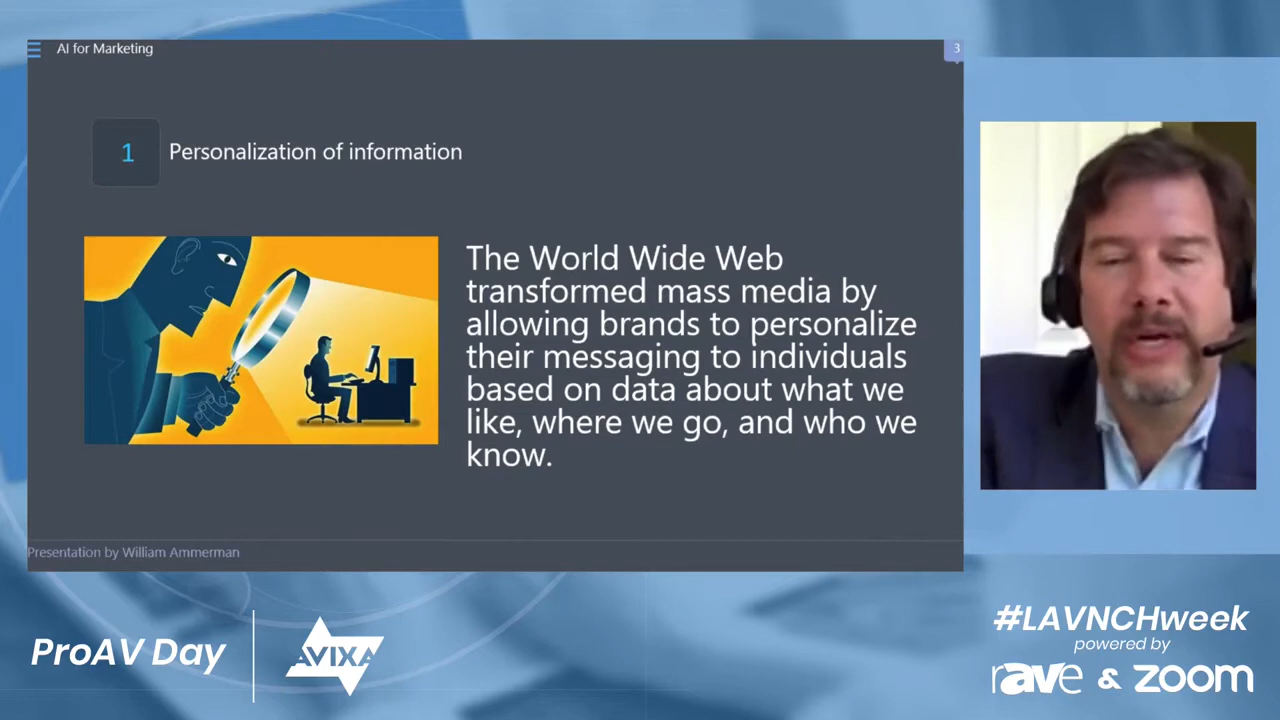 AI for Marketing
3
1
Personalization of information
The World Wide Web
transformed mass media by
allowing brands to personalize
their messaging to individuals
based on data about what we
like, where we go, and who we
know.
Presentation by William Ammerman
ProAV Day
AVIXA
#LAVNCHweek
powered by
rAVe & zoom